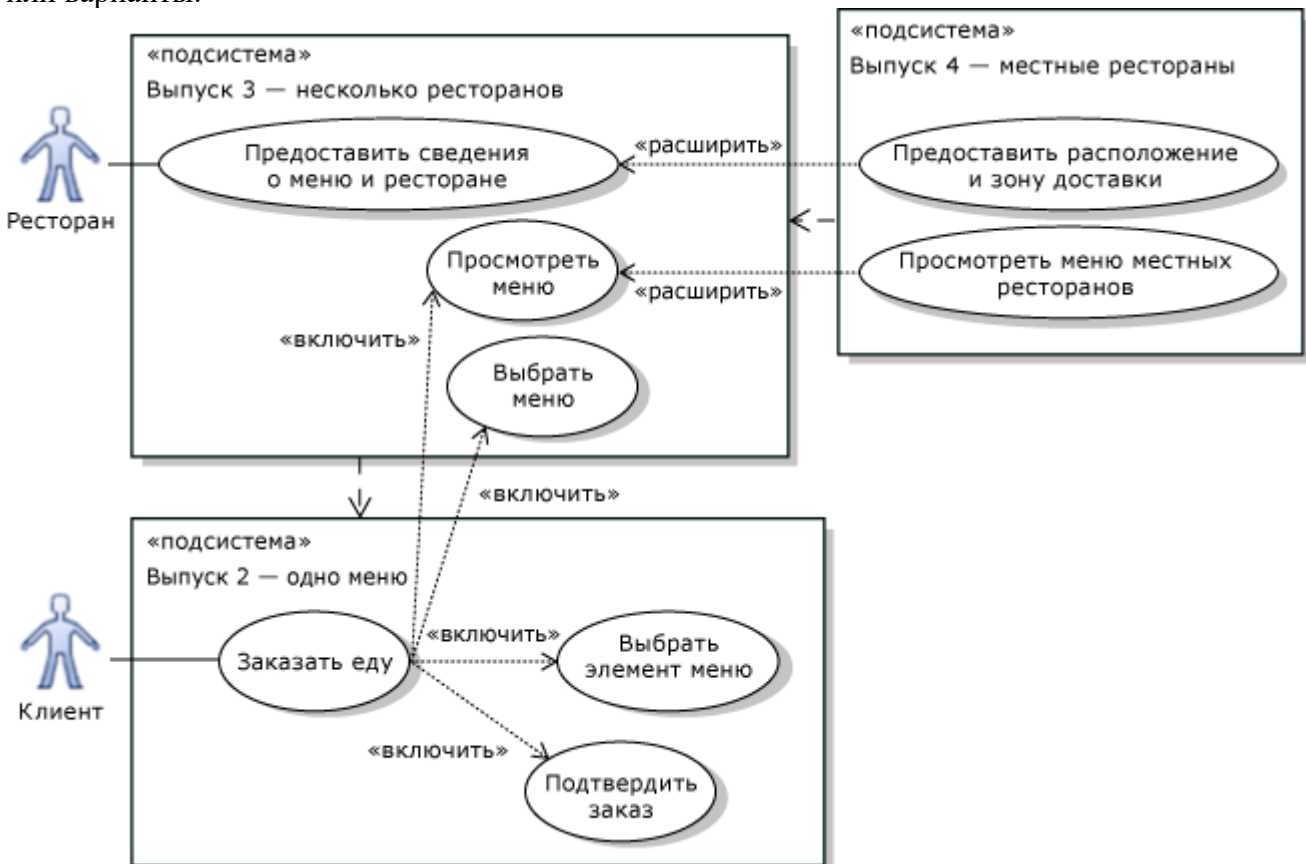 или варианты.
«подсистема»
Выпуск 3 — несколько ресторанов
Ресторан
Предоставить сведения
о меню и ресторане
Просмотреть
меню
«включить»
Выбрать
меню
«расширить»
«расширить»
«подсистема»
Выпуск 4 — местные рестораны
Предоставить расположение
и зону доставки
Просмотреть меню местных
ресторанов
«включить»
«подсистема»
Выпуск 2 — одно меню
Клиент
Заказать еду
«включить»
Выбрать
элемент меню
«включить»
Подтвердить
заказ